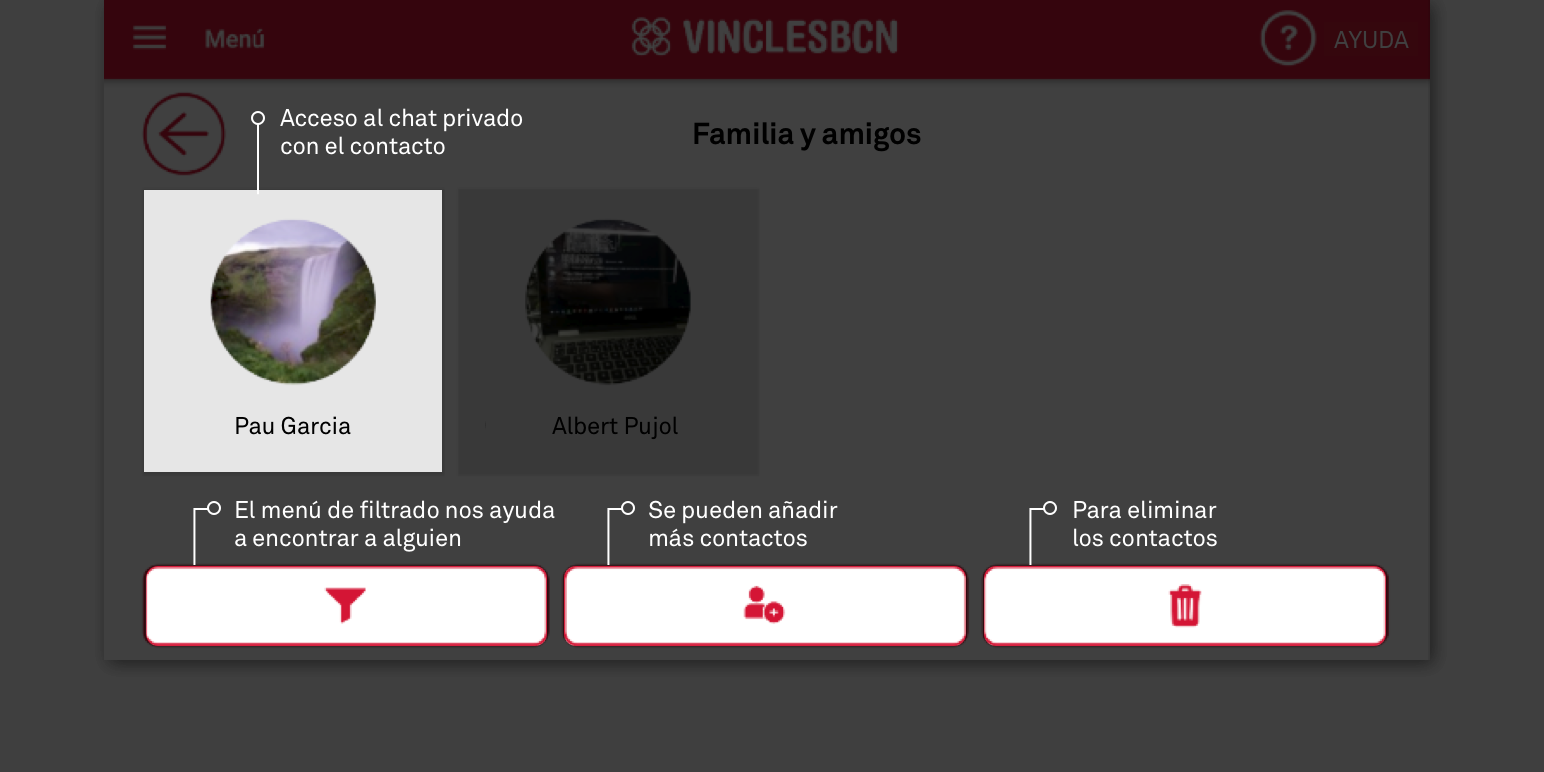 Menú
VINCLESBCN
? AYUDA
Acceso al chat privado
con el contacto
Familia y amigos
Pau Garcia
Albert Pujol
El menú de filtrado nos ayuda
a encontrar a alguien
Se pueden añadir
más contactos
Para eliminar
los contactos